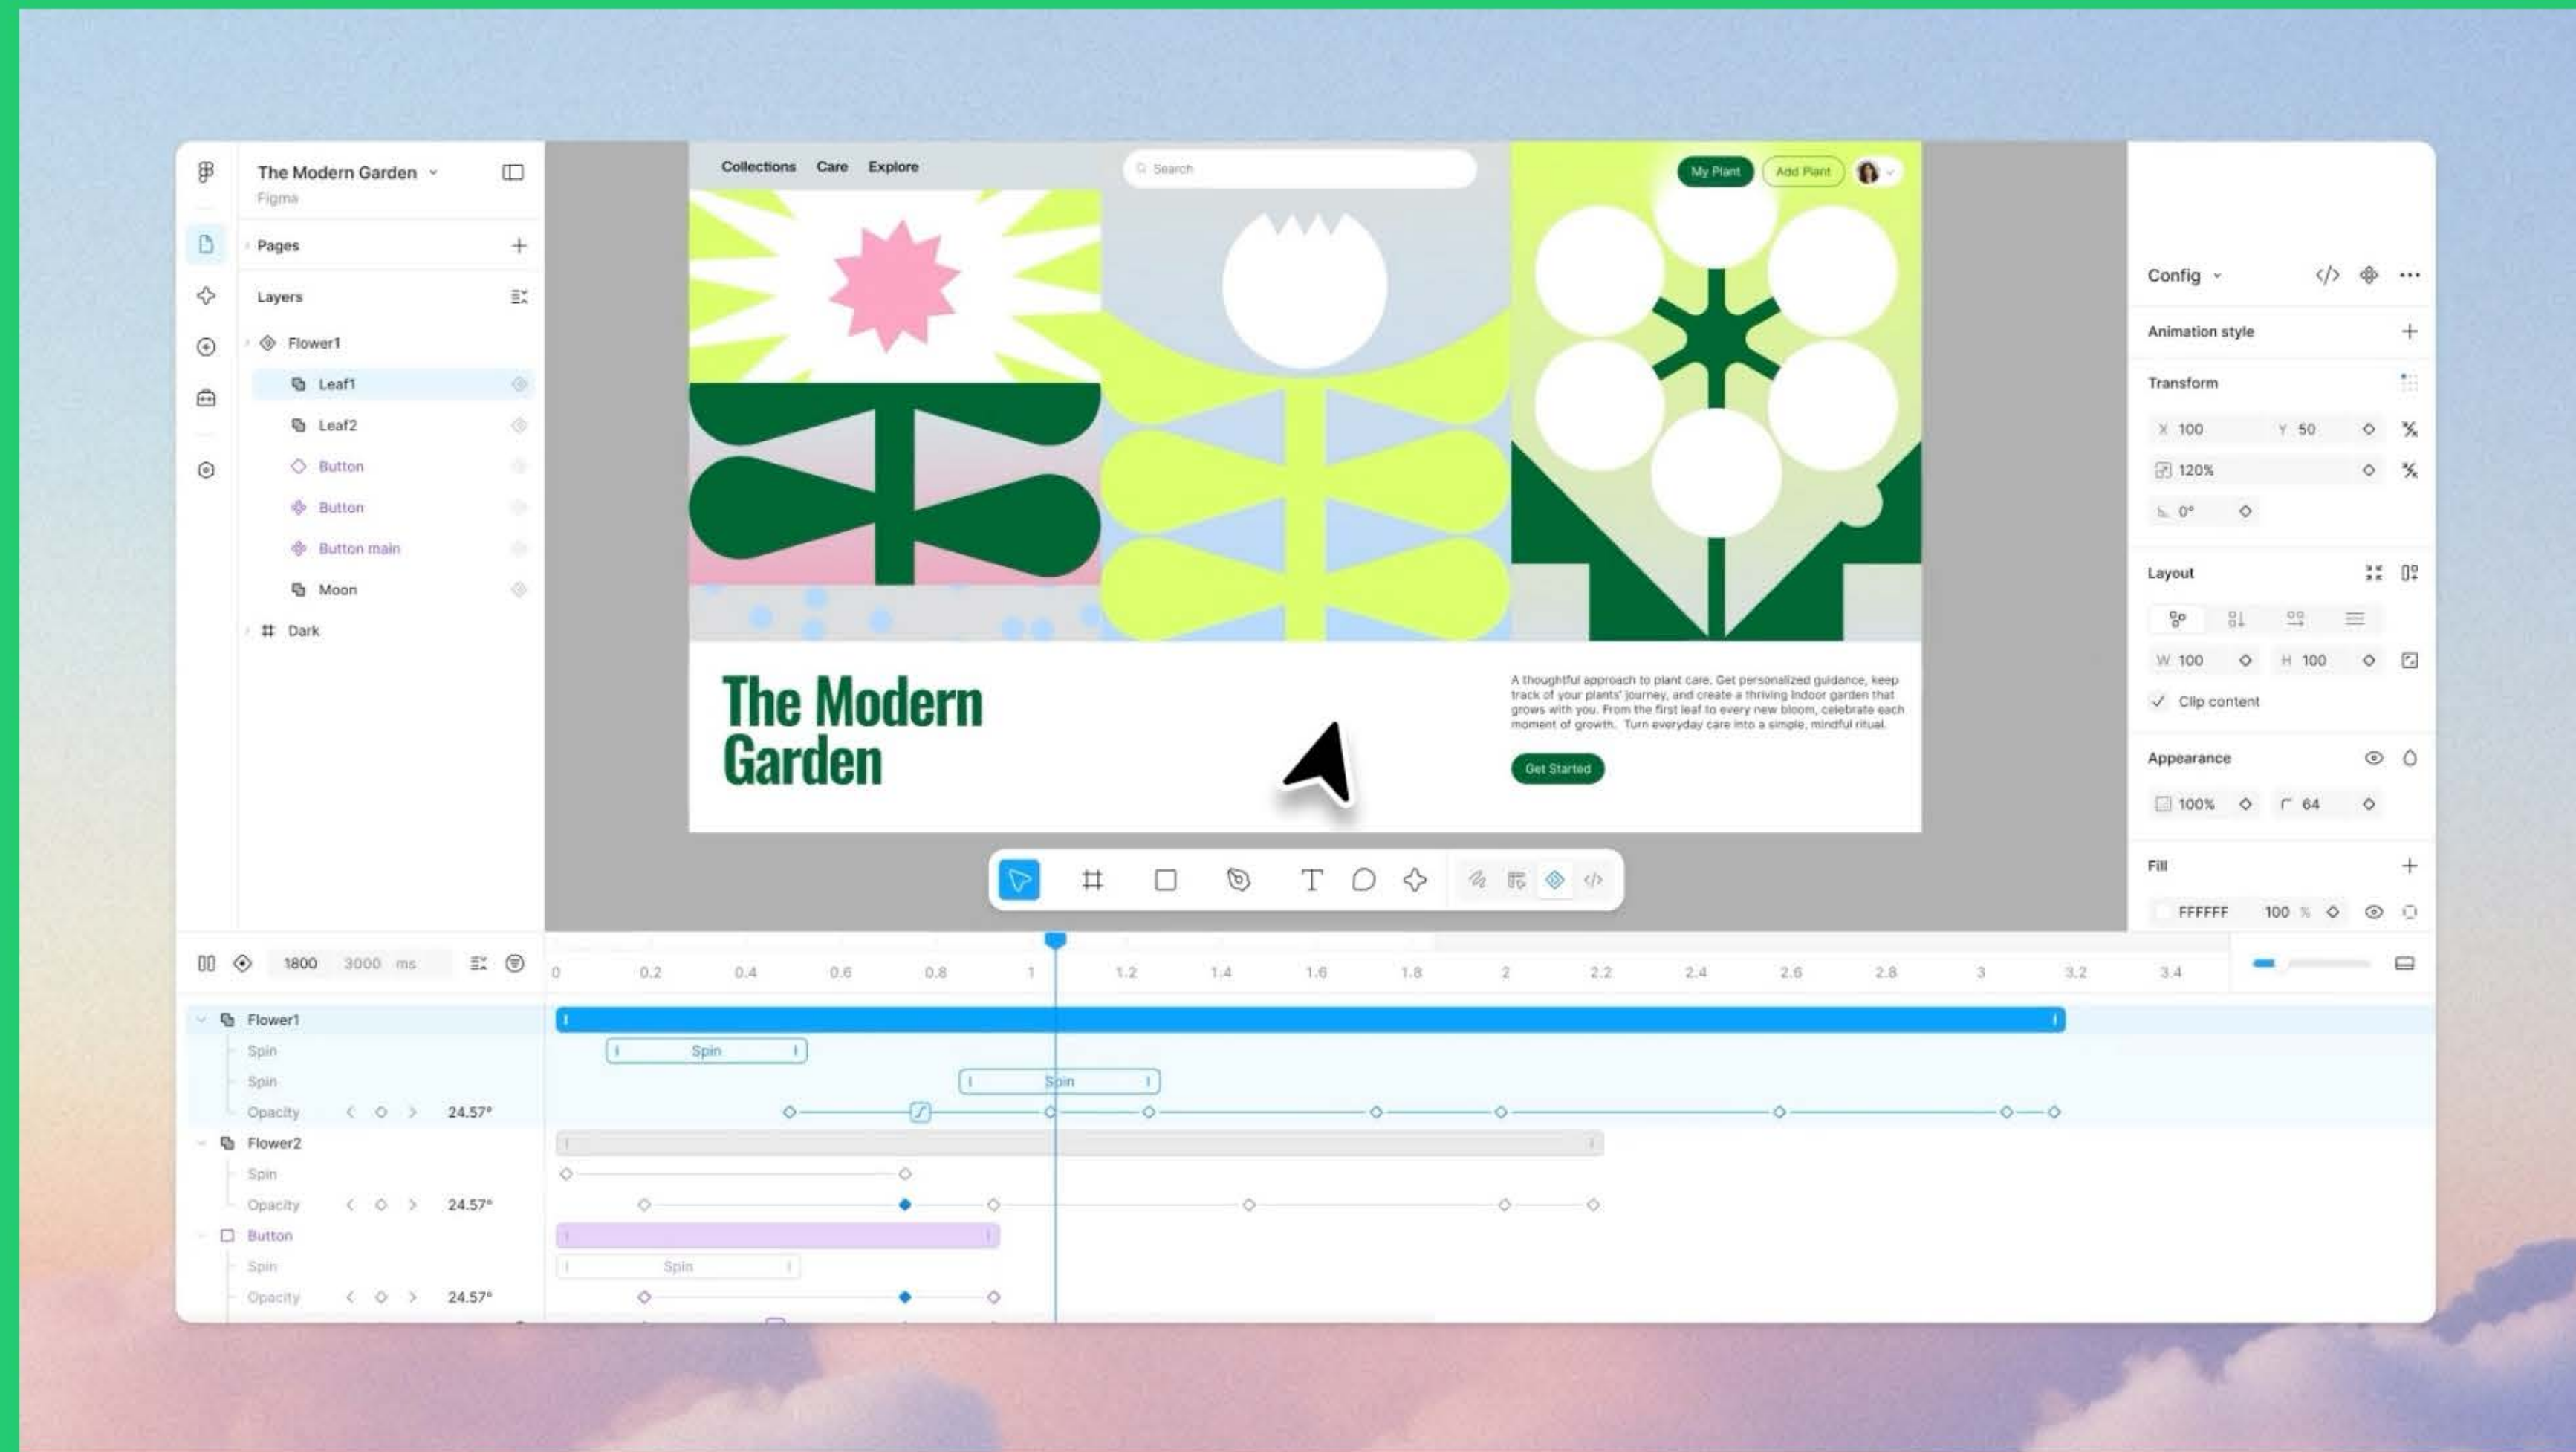 The Modern Garden
Figma
Pages
Layers
Flower1
Leaf1
Leaf2
Button
Button
Button main
Moon
Dark
Collections Care Explore
Search
My Plant Add Plant
The Modern
Garden
A thoughtful approach to plant care. Get personalized guidance, keep
track of your plants' journey, and create a thriving indoor garden that
grows with you. From the first leaf to every new bloom, celebrate each
moment of growth. Turn everyday care into a simple, mindful ritual.
Get Started
Config
Animation style
Transform
X 100 Y 50
120%
0°
Layout
W 100 H 100
Clip content
Appearance
100% 64
Fill
FFFFFF 100 %
1800 3000 ms
0 0.2 0.4 0.6 0.8 1 1.2 1.4 1.6 1.8 2 2.2 2.4 2.6 2.8 3 3.2 3.4
Flower1
Spin Spin
Spin Spin
Opacity 24.57°
Flower2
Spin
Opacity 24.57°
Button
Spin Spin
Opacity 24.57°